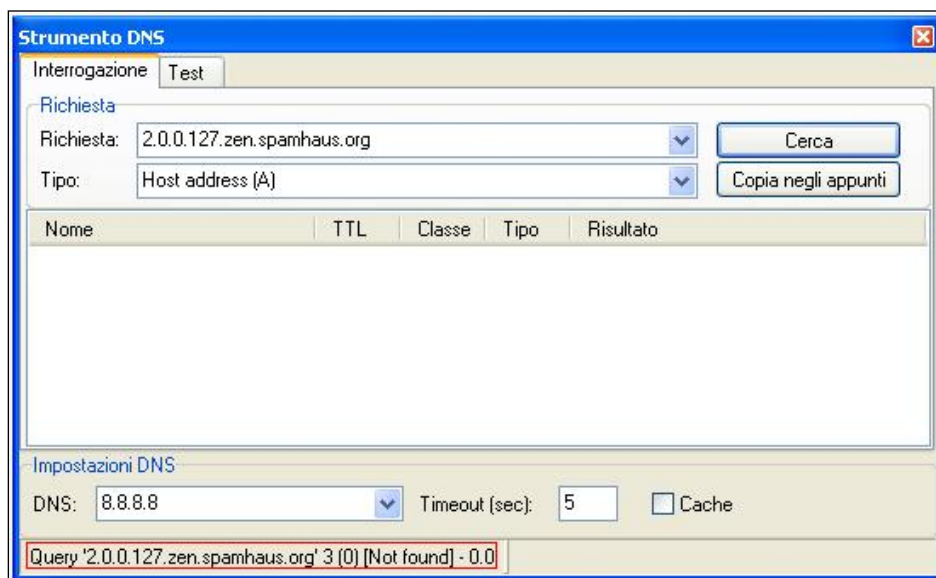 Strumento DNS
Interrogazione Test
Richiesta
Richiesta: 2.0.0.127.zen.spamhaus.org Cerca
Tipo: Host address (A) Copia negli appunti
Nome TTL Classe Tipo Risultato
Impostazioni DNS
DNS: 8.8.8.8 Timeout (sec): 5 Cache
Query '2.0.0.127.zen.spamhaus.org' 3 (0) [Not found] - 0.0